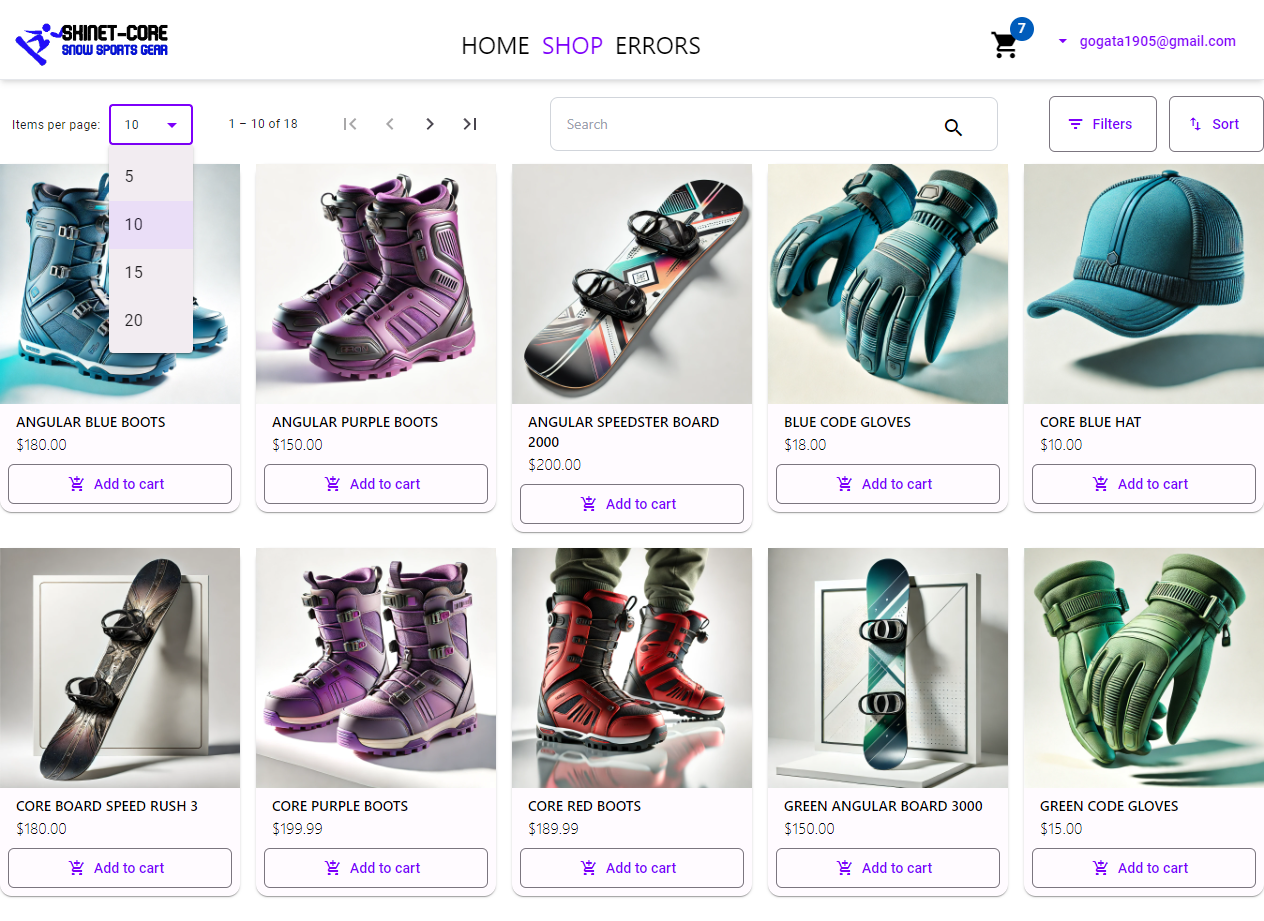 SKINET-CORE
SNOW SPORTS GEAR
HOME SHOP ERRORS
7
gogata1905@gmail.com
Items per page:
10
1 – 10 of 18
Search
Filters
Sort
5
10
15
20
ANGULAR BLUE BOOTS
$180.00
Add to cart
ANGULAR PURPLE BOOTS
$150.00
Add to cart
ANGULAR SPEEDSTER BOARD
2000
$200.00
Add to cart
BLUE CODE GLOVES
$18.00
Add to cart
CORE BLUE HAT
$10.00
Add to cart
CORE BOARD SPEED RUSH 3
$180.00
Add to cart
CORE PURPLE BOOTS
$199.99
Add to cart
CORE RED BOOTS
$189.99
Add to cart
GREEN ANGULAR BOARD 3000
$150.00
Add to cart
GREEN CODE GLOVES
$15.00
Add to cart